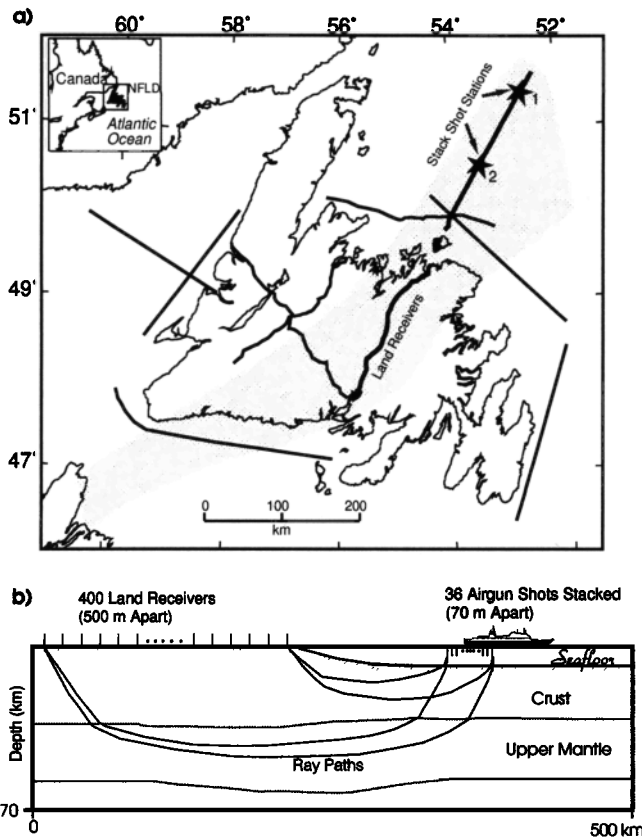 a)
60° 58° 56° 54° 52°
Canada
NFLD
Atlantic
Ocean
51'
49'
47'
Stack Shot Stations
1
2
Land Receivers
0 100 200
km
b)
400 Land Receivers
(500 m Apart)
36 Airgun Shots Stacked
(70 m Apart)
Seafloor
Crust
Upper Mantle
Ray Paths
Depth (km)
70
0 500 km